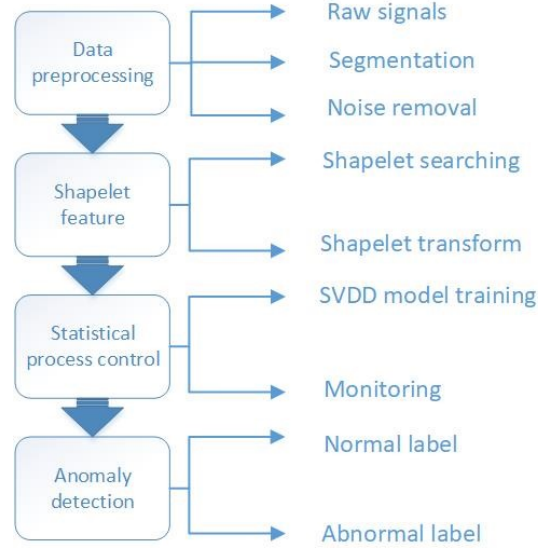 Data
preprocessing
Raw signals
Segmentation
Noise removal
Shapelet
feature
Shapelet searching
Shapelet transform
Statistical
process control
SVDD model training
Monitoring
Anomaly
detection
Normal label
Abnormal label